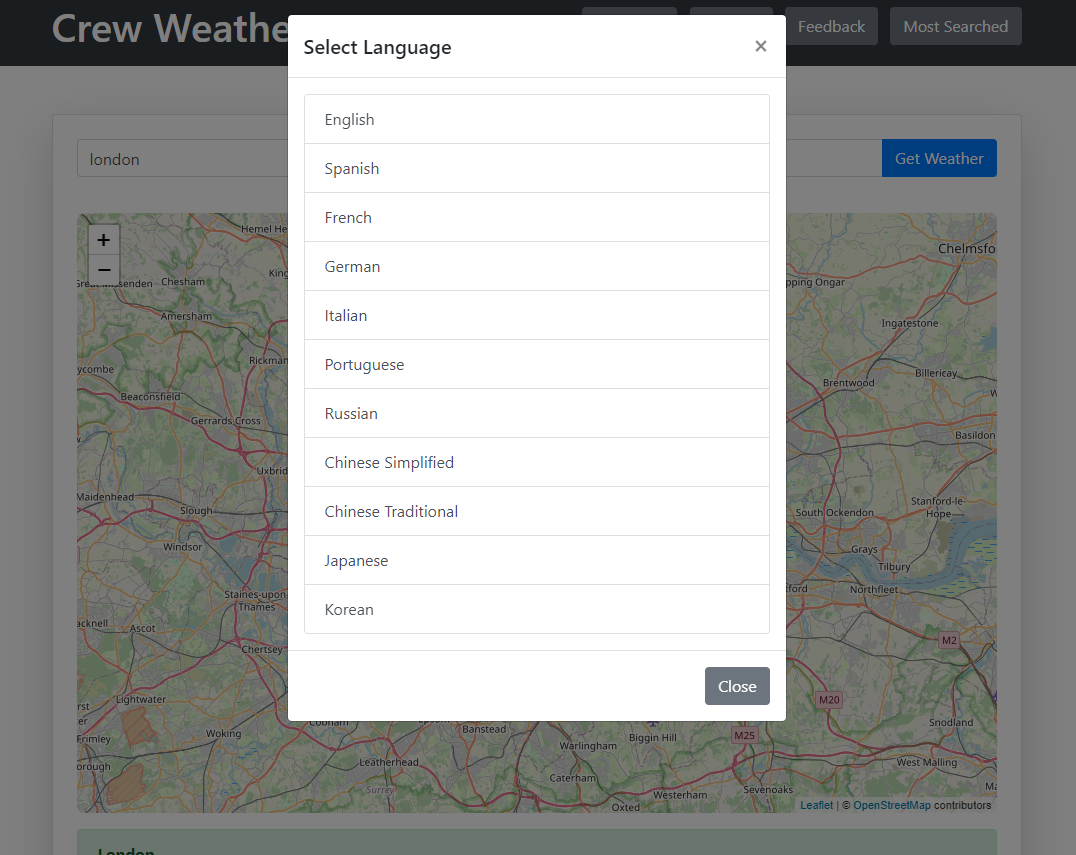 Crew Weathe
Feedback
Most Searched
Select Language
×
london
Get Weather
English
Spanish
French
German
Italian
Portuguese
Russian
Chinese Simplified
Chinese Traditional
Japanese
Korean
Close
+
−
Hemel He
Chelmsfo
Great Missenden
Chesham
King
pping Ongar
Amersham
Ingatestone
Rickman
ycombe
Billericay
Brentwood
Beaconsfield
Gerrards Cross
Basildon
Uxbrid
Maidenhead
Slough
Stanford-le-
Hope
South Ockendon
Windsor
Grays
Tilbury
Staines-upon-
Thames
tford
Northfleet
acknell
Ascot
M2
Chertsey
Lightwater
M20
Cobham
Snodland
Frimley
Woking
Banstead
Biggin Hill
M25
Warlingham
Leatherhead
West Malling
orough
Caterham
Surrey
Westerham
Sevenoaks
Oxted
Leaflet | © OpenStreetMap contributors
London